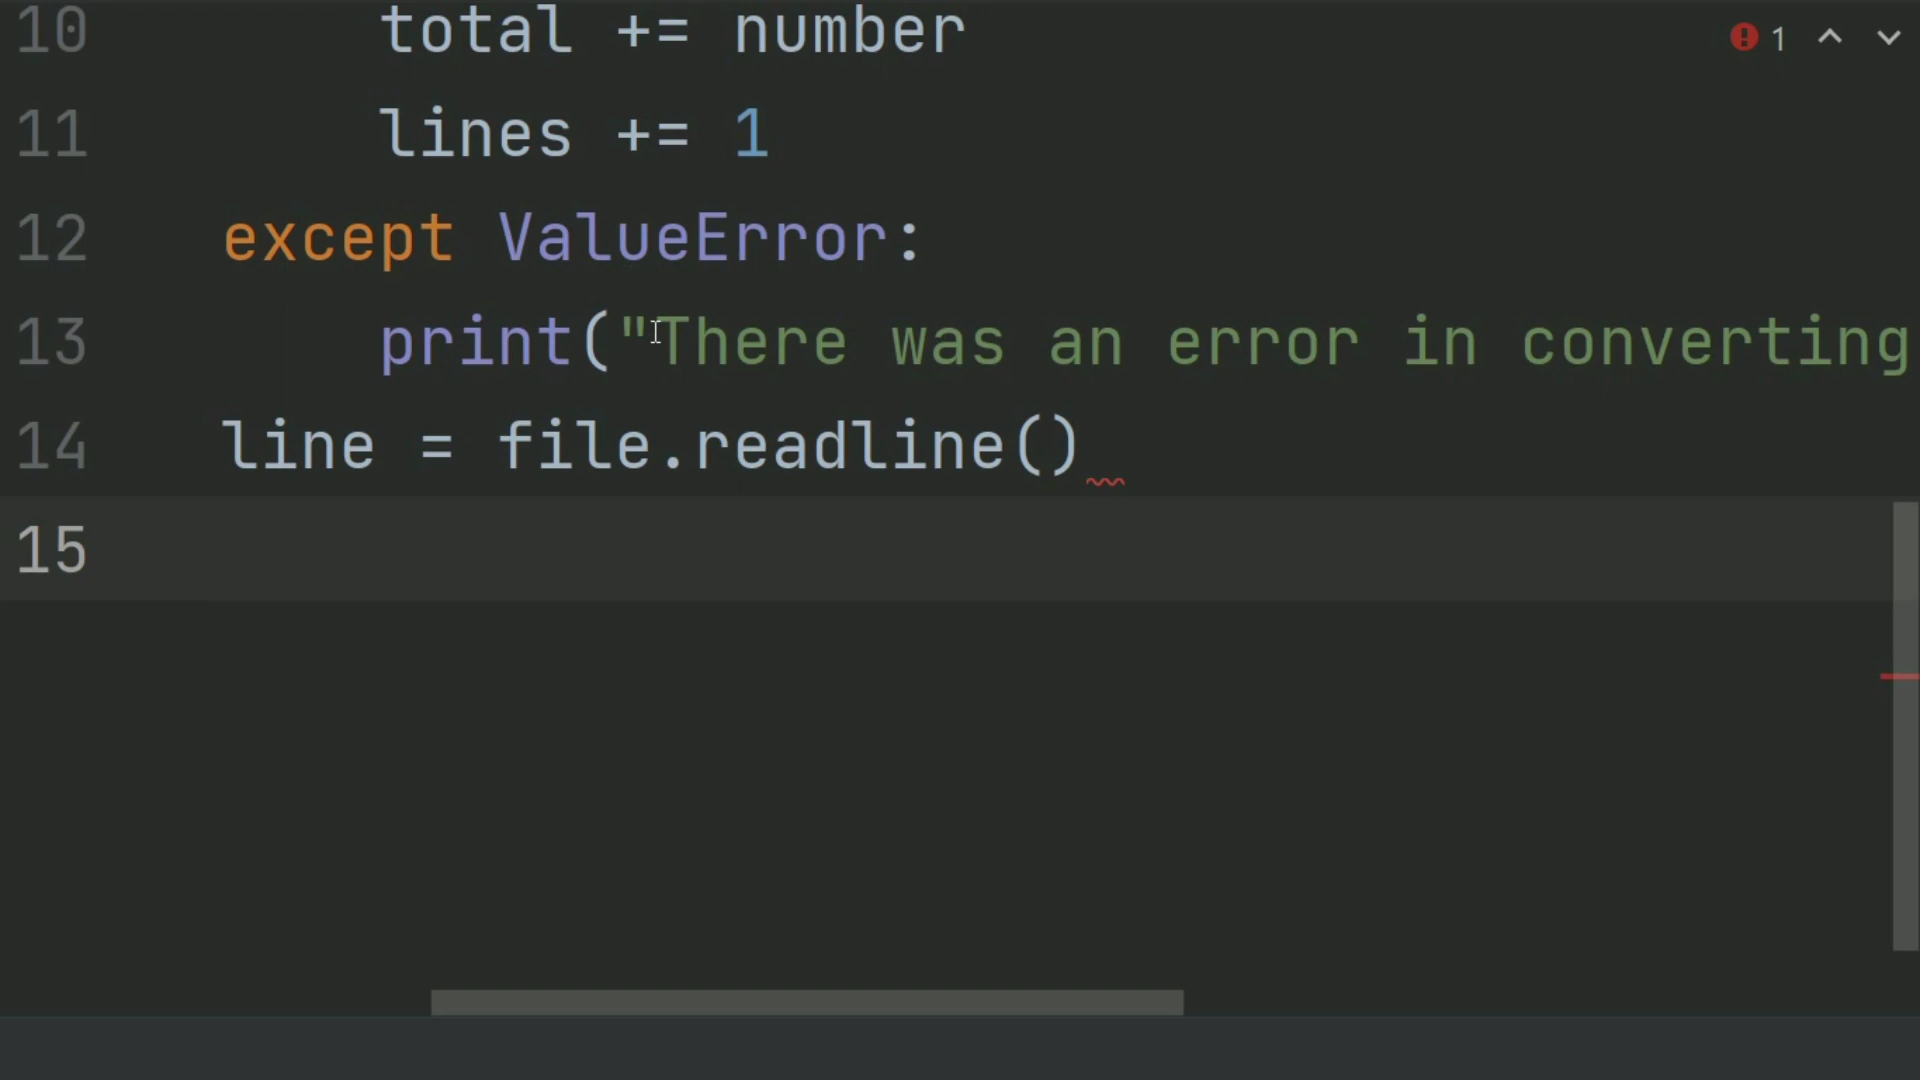 10 total += number
1
11 lines += 1
12 except ValueError:
13 print("There was an error in converting
14 line = file.readline()
15